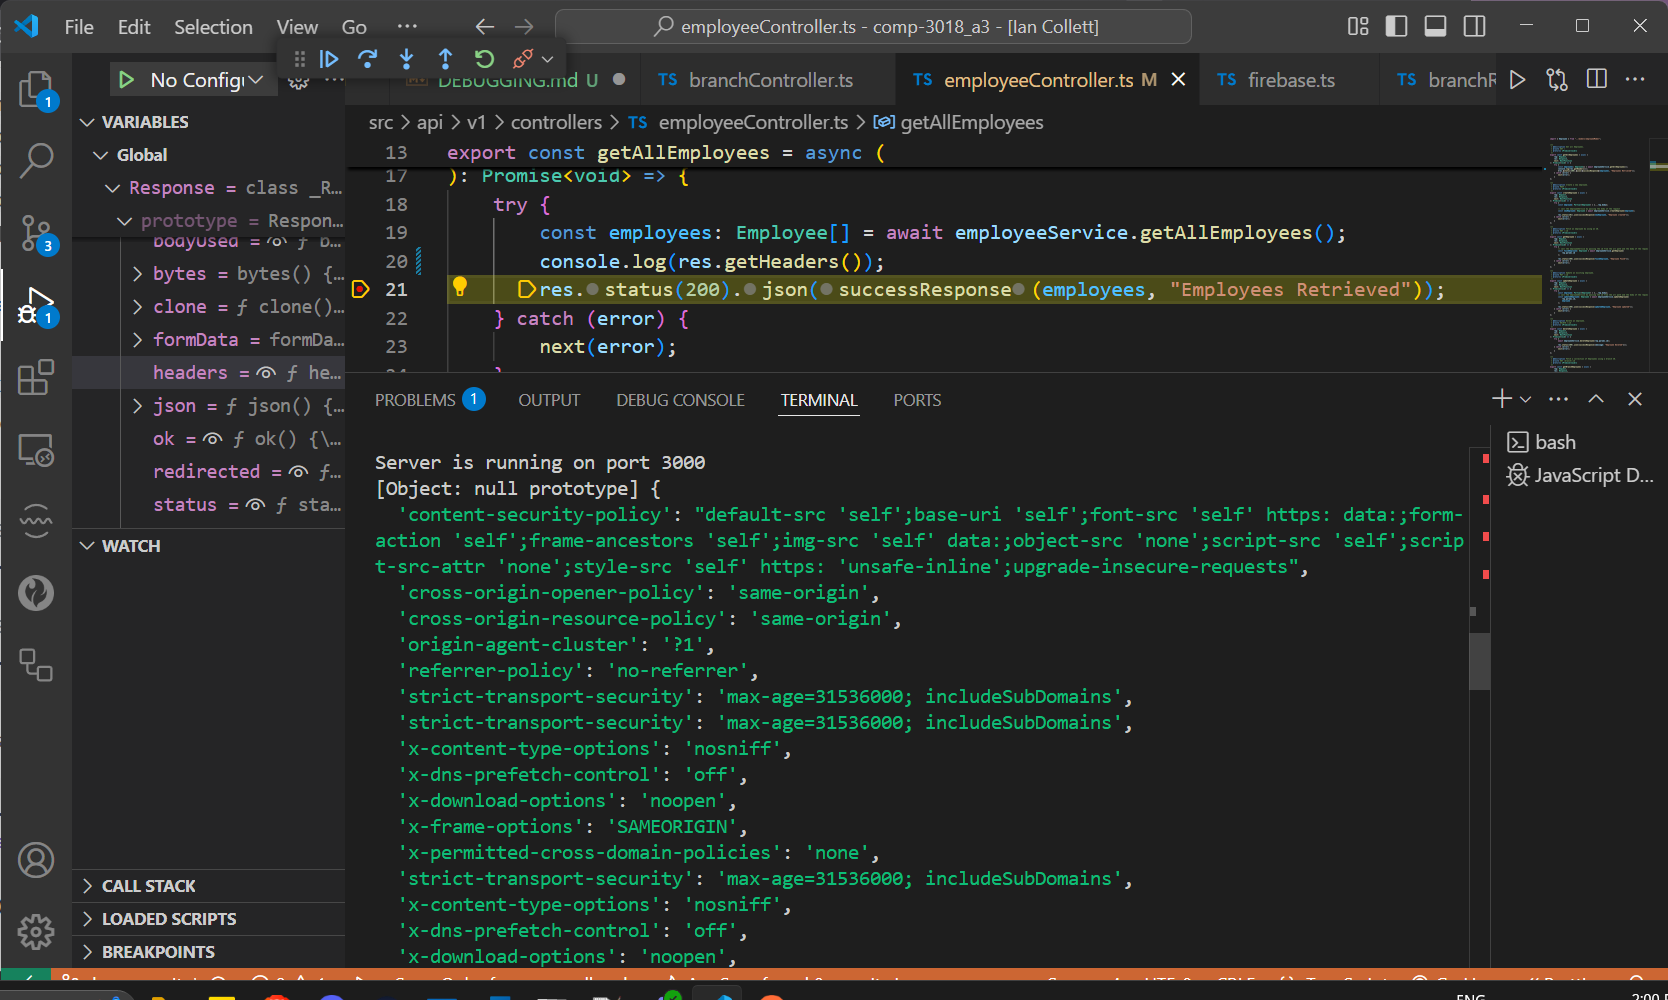 File Edit Selection View Go ··· employeeController.ts - comp-3018_a3 - [Ian Collett]
No Config
DEBUGGING.md U
TS branchController.ts
TS employeeController.ts M
TS firebase.ts
TS branchR
VARIABLES
Global
Response = class _R...
prototype = Respon...
bodyUsed = ƒ b...
bytes = bytes() {...
clone = ƒ clone()...
formData = formDa...
headers = ƒ he...
json = ƒ json() {...
ok = ƒ ok() {\...
redirected = ƒ...
status = ƒ sta...
WATCH
CALL STACK
LOADED SCRIPTS
BREAKPOINTS
1
3
1
src > api > v1 > controllers > TS employeeController.ts > getAllEmployees
13 export const getAllEmployees = async (
17 ): Promise<void> => {
18 try {
19 const employees: Employee[] = await employeeService.getAllEmployees();
20 console.log(res.getHeaders());
21 res. status(200). json( successResponse (employees, "Employees Retrieved"));
22 } catch (error) {
23 next(error);
PROBLEMS 1 OUTPUT DEBUG CONSOLE TERMINAL PORTS
bash
JavaScript D...
Server is running on port 3000
[Object: null prototype] {
'content-security-policy': "default-src 'self';base-uri 'self';font-src 'self' https: data:;form-
action 'self';frame-ancestors 'self';img-src 'self' data:;object-src 'none';script-src 'self';scrip
t-src-attr 'none';style-src 'self' https: 'unsafe-inline';upgrade-insecure-requests",
'cross-origin-opener-policy': 'same-origin',
'cross-origin-resource-policy': 'same-origin',
'origin-agent-cluster': '?1',
'referrer-policy': 'no-referrer',
'strict-transport-security': 'max-age=31536000; includeSubDomains',
'strict-transport-security': 'max-age=31536000; includeSubDomains',
'x-content-type-options': 'nosniff',
'x-dns-prefetch-control': 'off',
'x-download-options': 'noopen',
'x-frame-options': 'SAMEORIGIN',
'x-permitted-cross-domain-policies': 'none',
'strict-transport-security': 'max-age=31536000; includeSubDomains',
'x-content-type-options': 'nosniff',
'x-dns-prefetch-control': 'off',
'x-download-options': 'noopen',
ENG